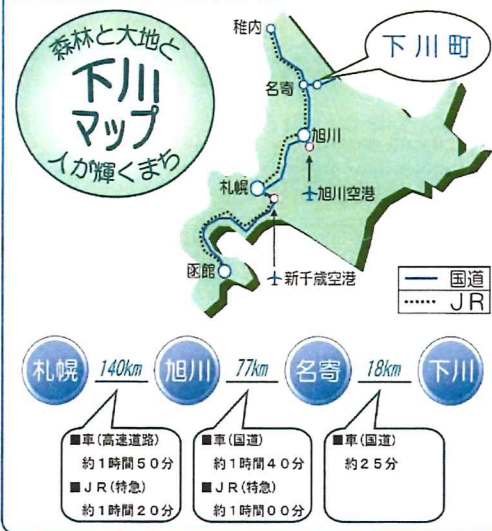 森林と大地と
下川
マップ
人が輝くまち
稚内
下川町
名寄
旭川
札幌
旭川空港
函館
新千歳空港
国道
JR
札幌 140km 旭川 77km 名寄 18km 下川
■車(高速道路)
約1時間50分
■JR(特急)
約1時間20分
■車(国道)
約1時間40分
■JR(特急)
約1時間00分
■車(国道)
約25分